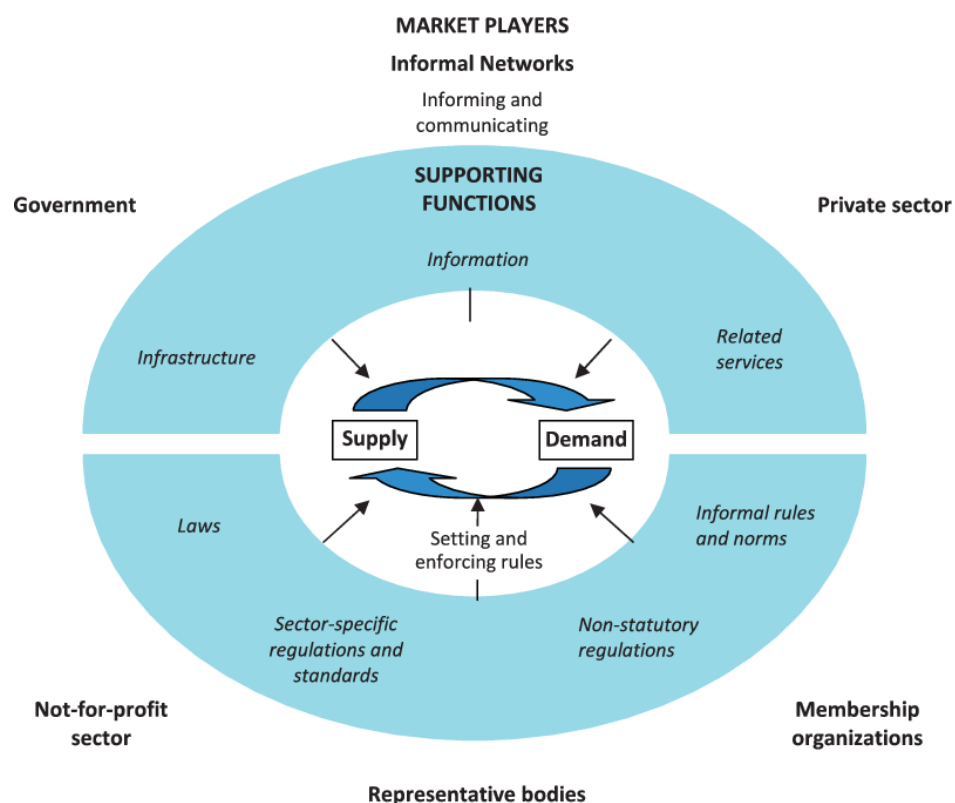 MARKET PLAYERS
Informal Networks
Informing and
communicating
SUPPORTING
FUNCTIONS
Government
Private sector
Information
Infrastructure
Related
services
Supply
Demand
Laws
Informal rules
and norms
Setting and
enforcing rules
Sector-specific
regulations and
standards
Non-statutory
regulations
Not-for-profit
sector
Membership
organizations
Representative bodies